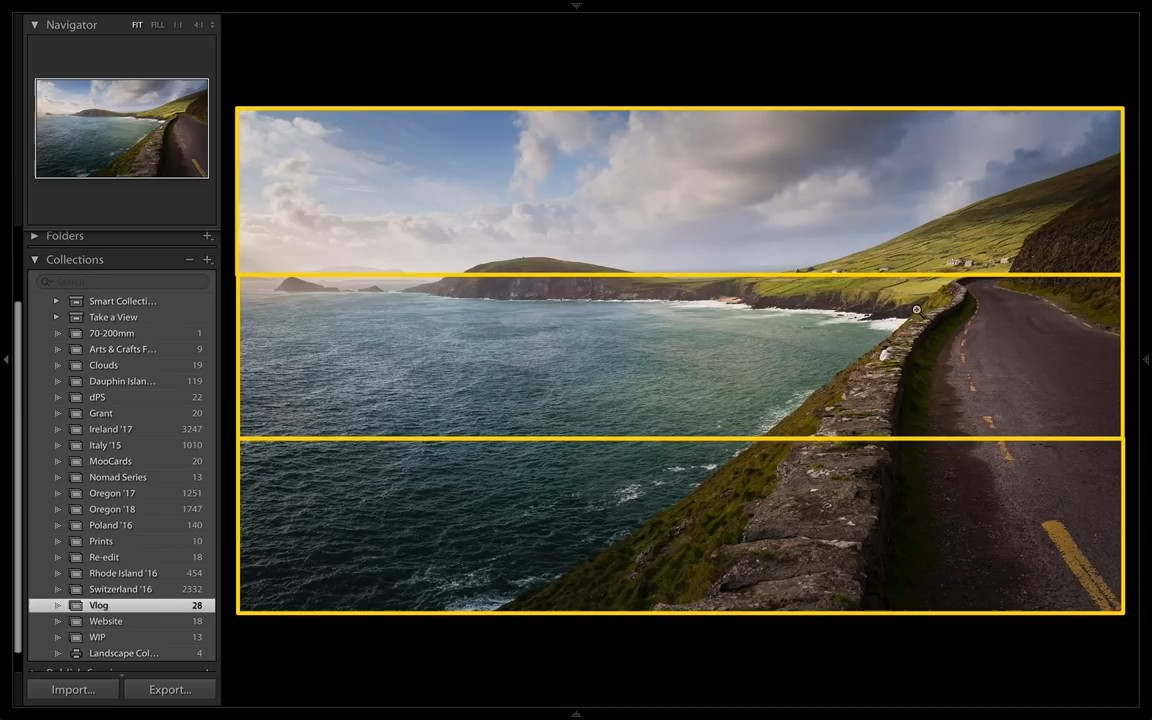 Navigator FIT FILL 1:1 4:1
Folders
Collections
Search
Smart Collecti...
Take a View
70-200mm 1
Arts & Crafts F... 9
Clouds 19
Dauphin Islan... 119
dPS 22
Grant 20
Ireland '17 3247
Italy '15 1010
MooCards 20
Nomad Series 13
Oregon '17 1251
Oregon '18 1747
Poland '16 140
Prints 10
Re-edit 18
Rhode Island '16 454
Switzerland '16 2332
Vlog 28
Website 18
WIP 13
Landscape Col... 4
Import... Export...